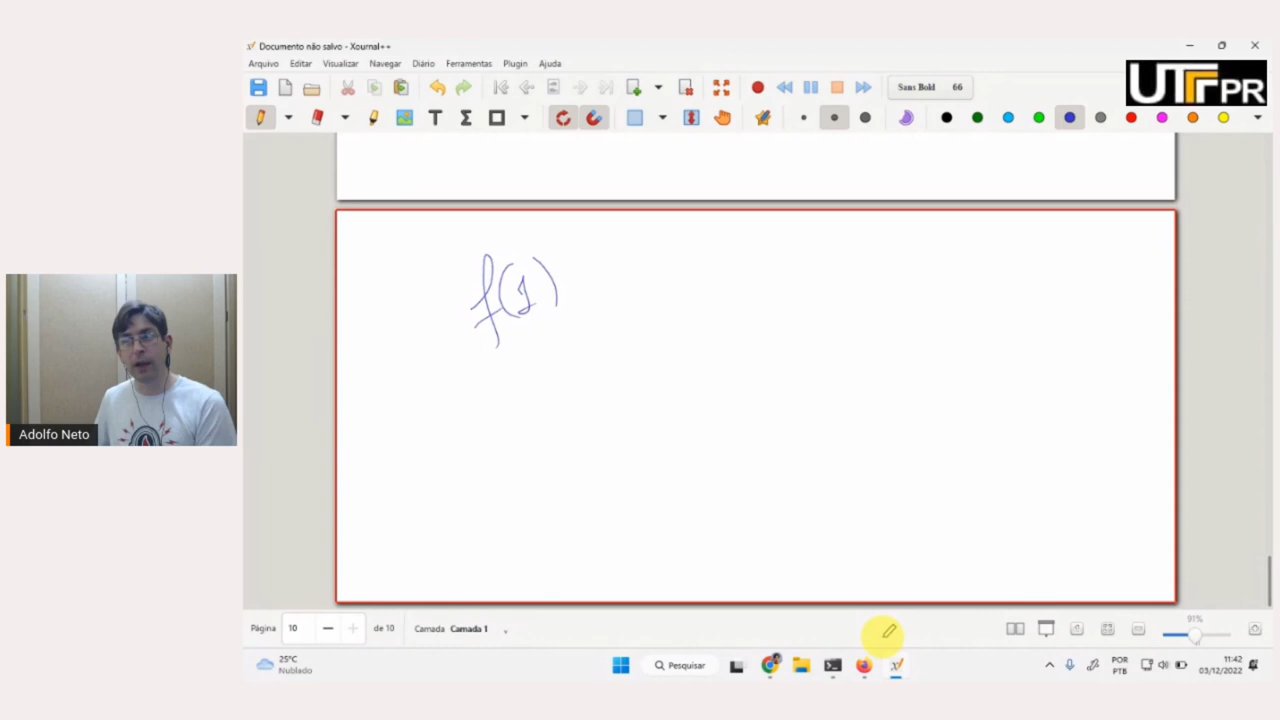 Documento não salvo - Xournal++
Arquivo Editar Visualizar Navegar Diário Ferramentas Plugin Ajuda
UTFPR
Sans Bold 66
f(1)
Adolfo Neto
Página 10 de 10 Camada Camada 1
91%
25°C
Nublado
Pesquisar
POR
PTB
11:42
03/12/2022